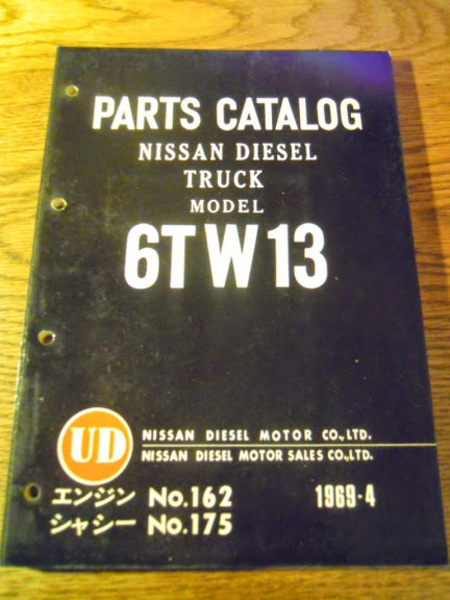 PARTS CATALOG
NISSAN DIESEL
TRUCK
MODEL
6TW13
UD
NISSAN DIESEL MOTOR CO., LTD.
NISSAN DIESEL MOTOR SALES CO., LTD.
エンジン No.162 1969·4
シャシー No.175